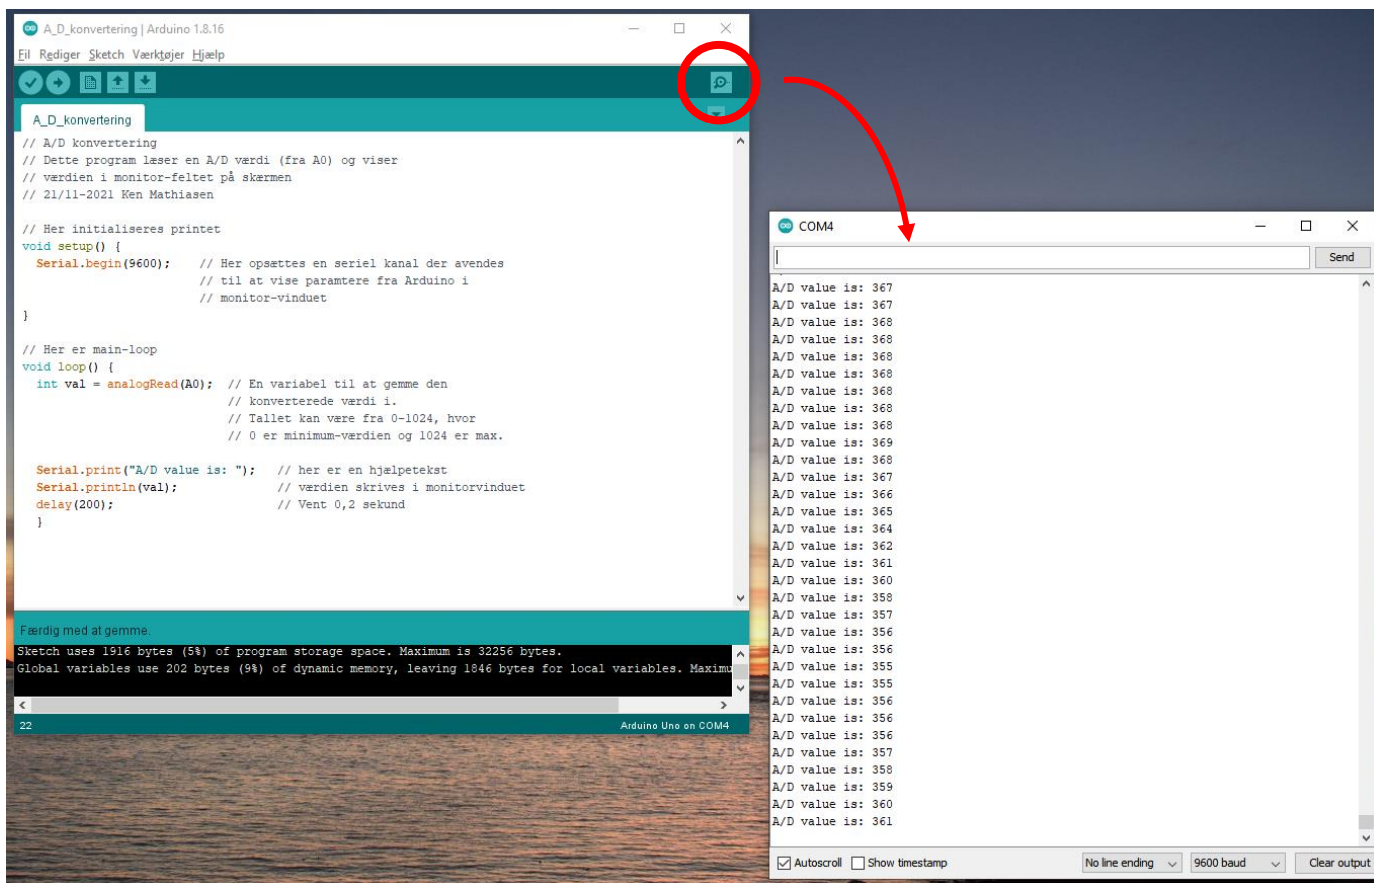 A_D_konvertering | Arduino 1.8.16
Fil Rediger Sketch Værktøjer Hjælp
A_D_konvertering
// A/D konvertering
// Dette program læser en A/D værdi (fra A0) og viser
// værdien i monitor-feltet på skærmen
// 21/11-2021 Ken Mathiasen
// Her initialiseres printet
void setup() {
Serial.begin(9600); // Her opsættes en seriel kanal der avendes
// til at vise paramtere fra Arduino i
// monitor-vinduet
}
// Her er main-loop
void loop() {
int val = analogRead(A0); // En variabel til at gemme den
// konverterede værdi i.
// Tallet kan være fra 0-1024, hvor
// 0 er minimum-værdien og 1024 er max.
Serial.print("A/D value is: "); // her er en hjælpetekst
Serial.println(val); // værdien skrives i monitorvinduet
delay(200); // Vent 0,2 sekund
}
Færdig med at gemme.
Sketch uses 1916 bytes (5%) of program storage space. Maximum is 32256 bytes.
Global variables use 202 bytes (9%) of dynamic memory, leaving 1846 bytes for local variables. Maximu
22 Arduino Uno on COM4
COM4
Send
A/D value is: 367
A/D value is: 367
A/D value is: 368
A/D value is: 368
A/D value is: 368
A/D value is: 368
A/D value is: 368
A/D value is: 368
A/D value is: 368
A/D value is: 369
A/D value is: 368
A/D value is: 367
A/D value is: 366
A/D value is: 365
A/D value is: 364
A/D value is: 362
A/D value is: 361
A/D value is: 360
A/D value is: 358
A/D value is: 357
A/D value is: 356
A/D value is: 356
A/D value is: 355
A/D value is: 355
A/D value is: 356
A/D value is: 356
A/D value is: 356
A/D value is: 357
A/D value is: 358
A/D value is: 359
A/D value is: 360
A/D value is: 361
Autoscroll Show timestamp No line ending 9600 baud Clear output